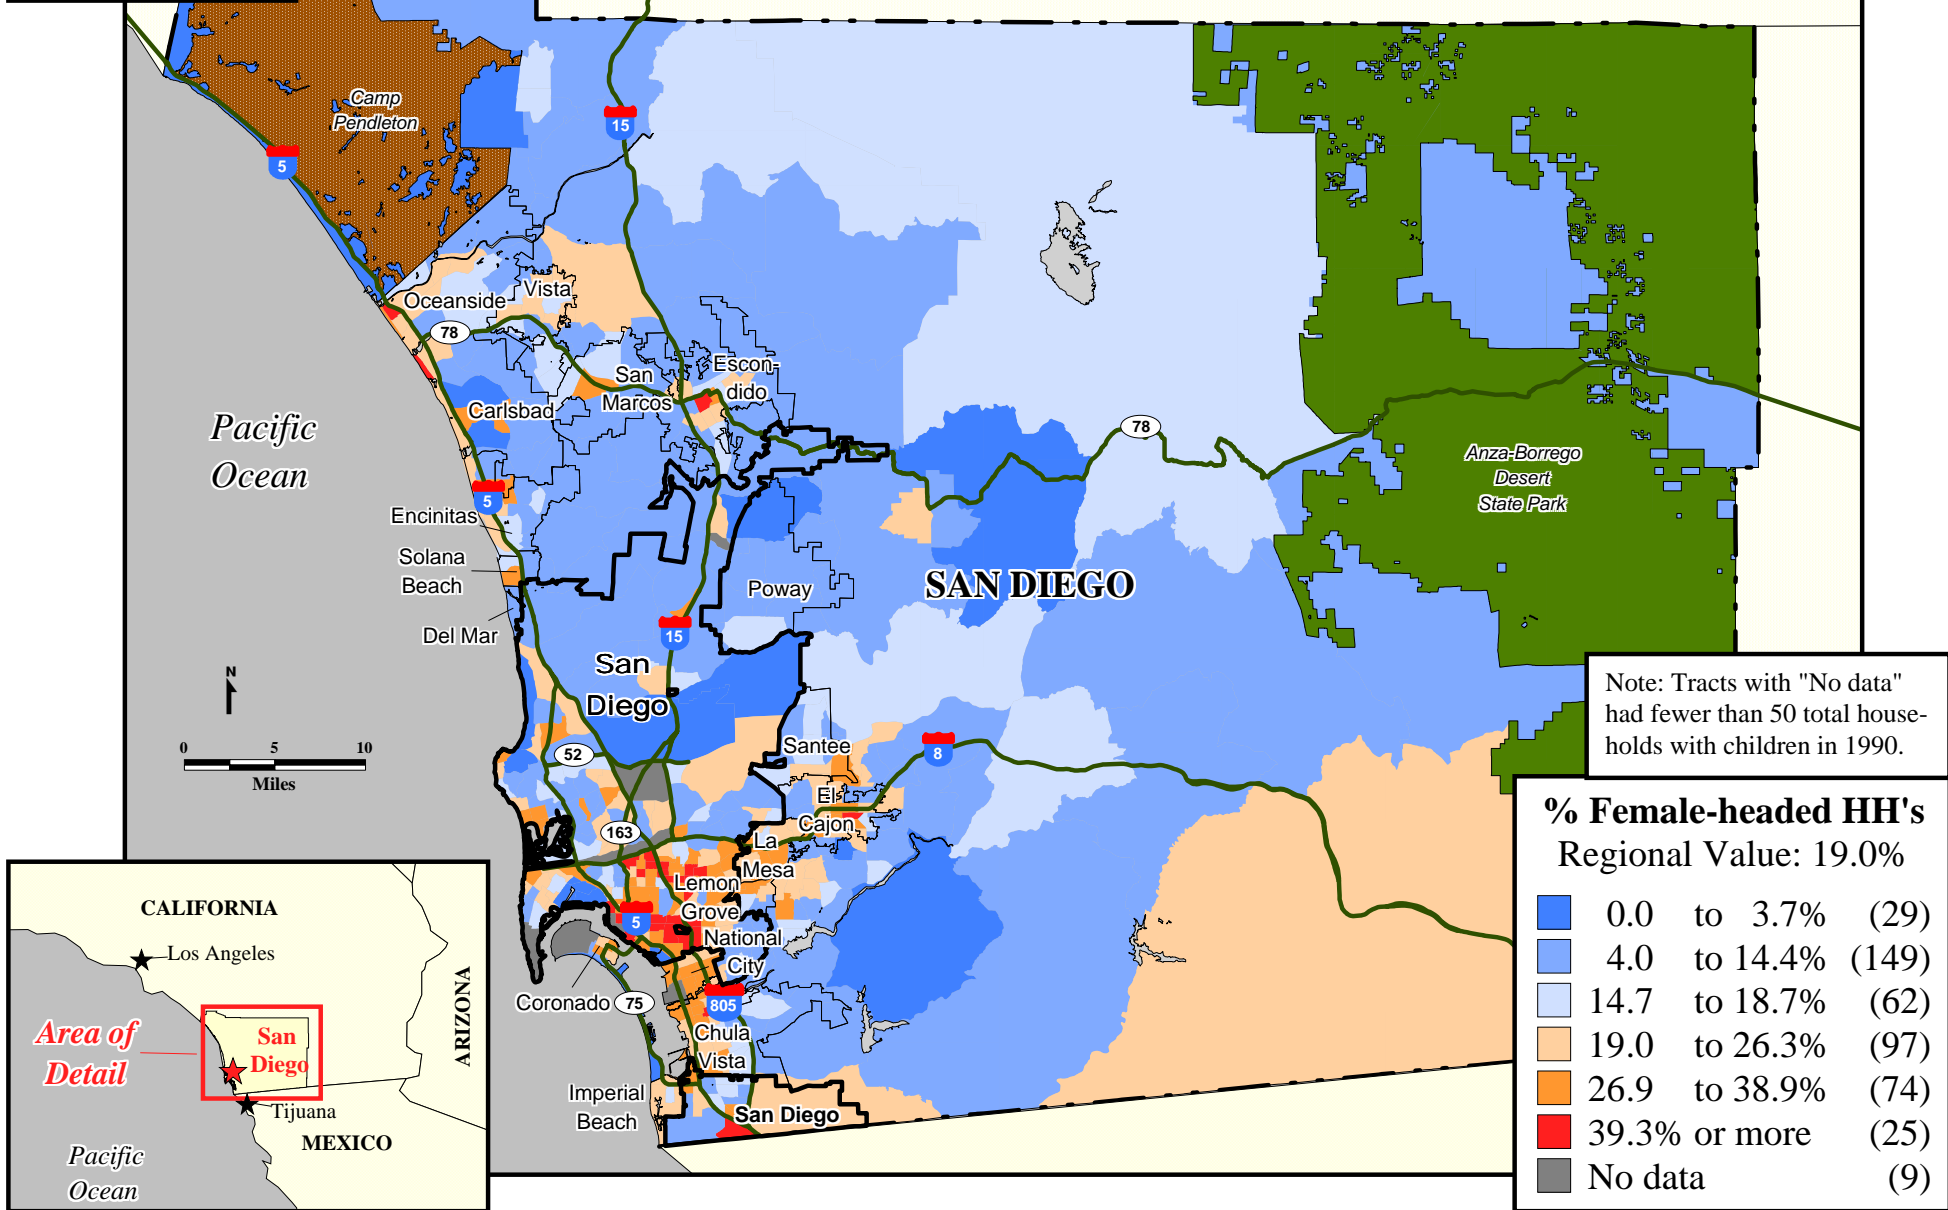 Camp
Pendleton
15
5
Oceanside
Vista
78
San
Marcos
Escon-
dido
Carlsbad
Pacific
Ocean
78
Anza-Borrego
Desert
State Park
5
Encinitas
Solana
Beach
Poway
SAN DIEGO
Del Mar
15
San
Diego
N
0 5 10
Miles
52
Santee
8
El
Cajon
163
La
Mesa
Lemon
Grove
5
National
City
Coronado
75
805
Chula
Vista
Imperial
Beach
San Diego
Note: Tracts with "No data"
had fewer than 50 total house-
holds with children in 1990.
% Female-headed HH's
Regional Value: 19.0%
0.0 to 3.7% (29)
4.0 to 14.4% (149)
14.7 to 18.7% (62)
19.0 to 26.3% (97)
26.9 to 38.9% (74)
39.3% or more (25)
No data (9)
CALIFORNIA
Los Angeles
ARIZONA
Area of
Detail
San
Diego
Tijuana
MEXICO
Pacific
Ocean